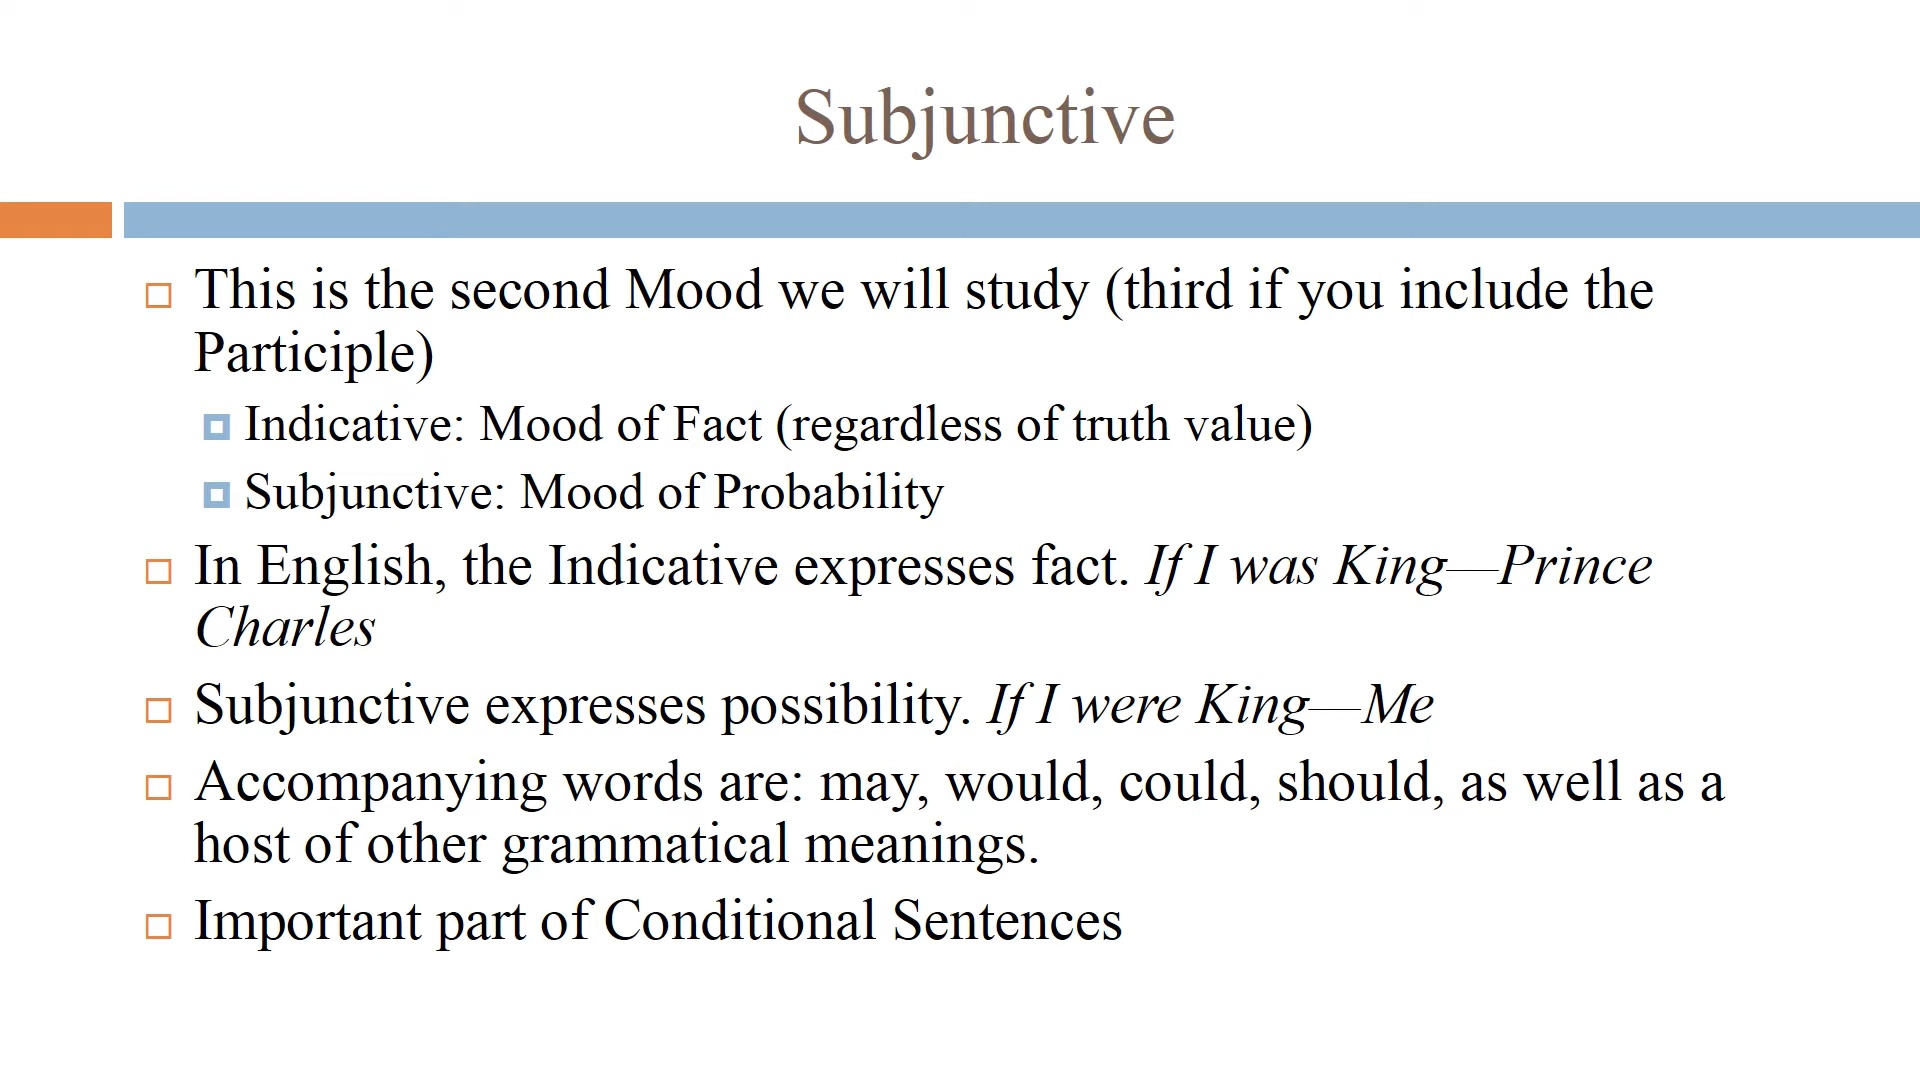 Subjunctive
This is the second Mood we will study (third if you include the
Participle)
Indicative: Mood of Fact (regardless of truth value)
Subjunctive: Mood of Probability
In English, the Indicative expresses fact. If I was King—Prince
Charles
Subjunctive expresses possibility. If I were King—Me
Accompanying words are: may, would, could, should, as well as a
host of other grammatical meanings.
Important part of Conditional Sentences